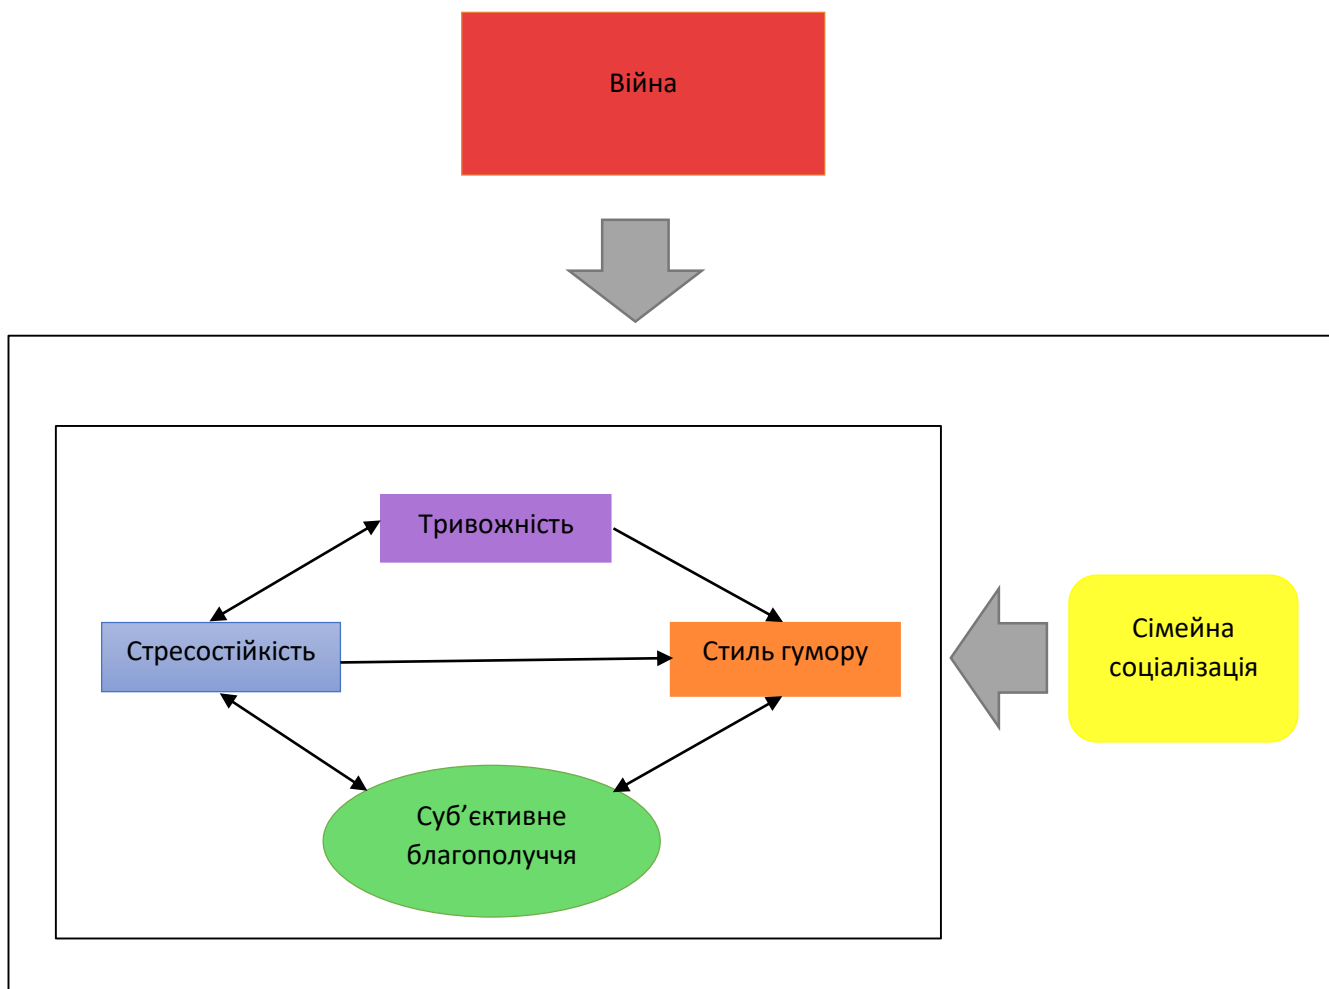 Війна
Тривожність
Стресостійкість
Стиль гумору
Сімейна
соціалізація
Суб’єктивне
благополуччя